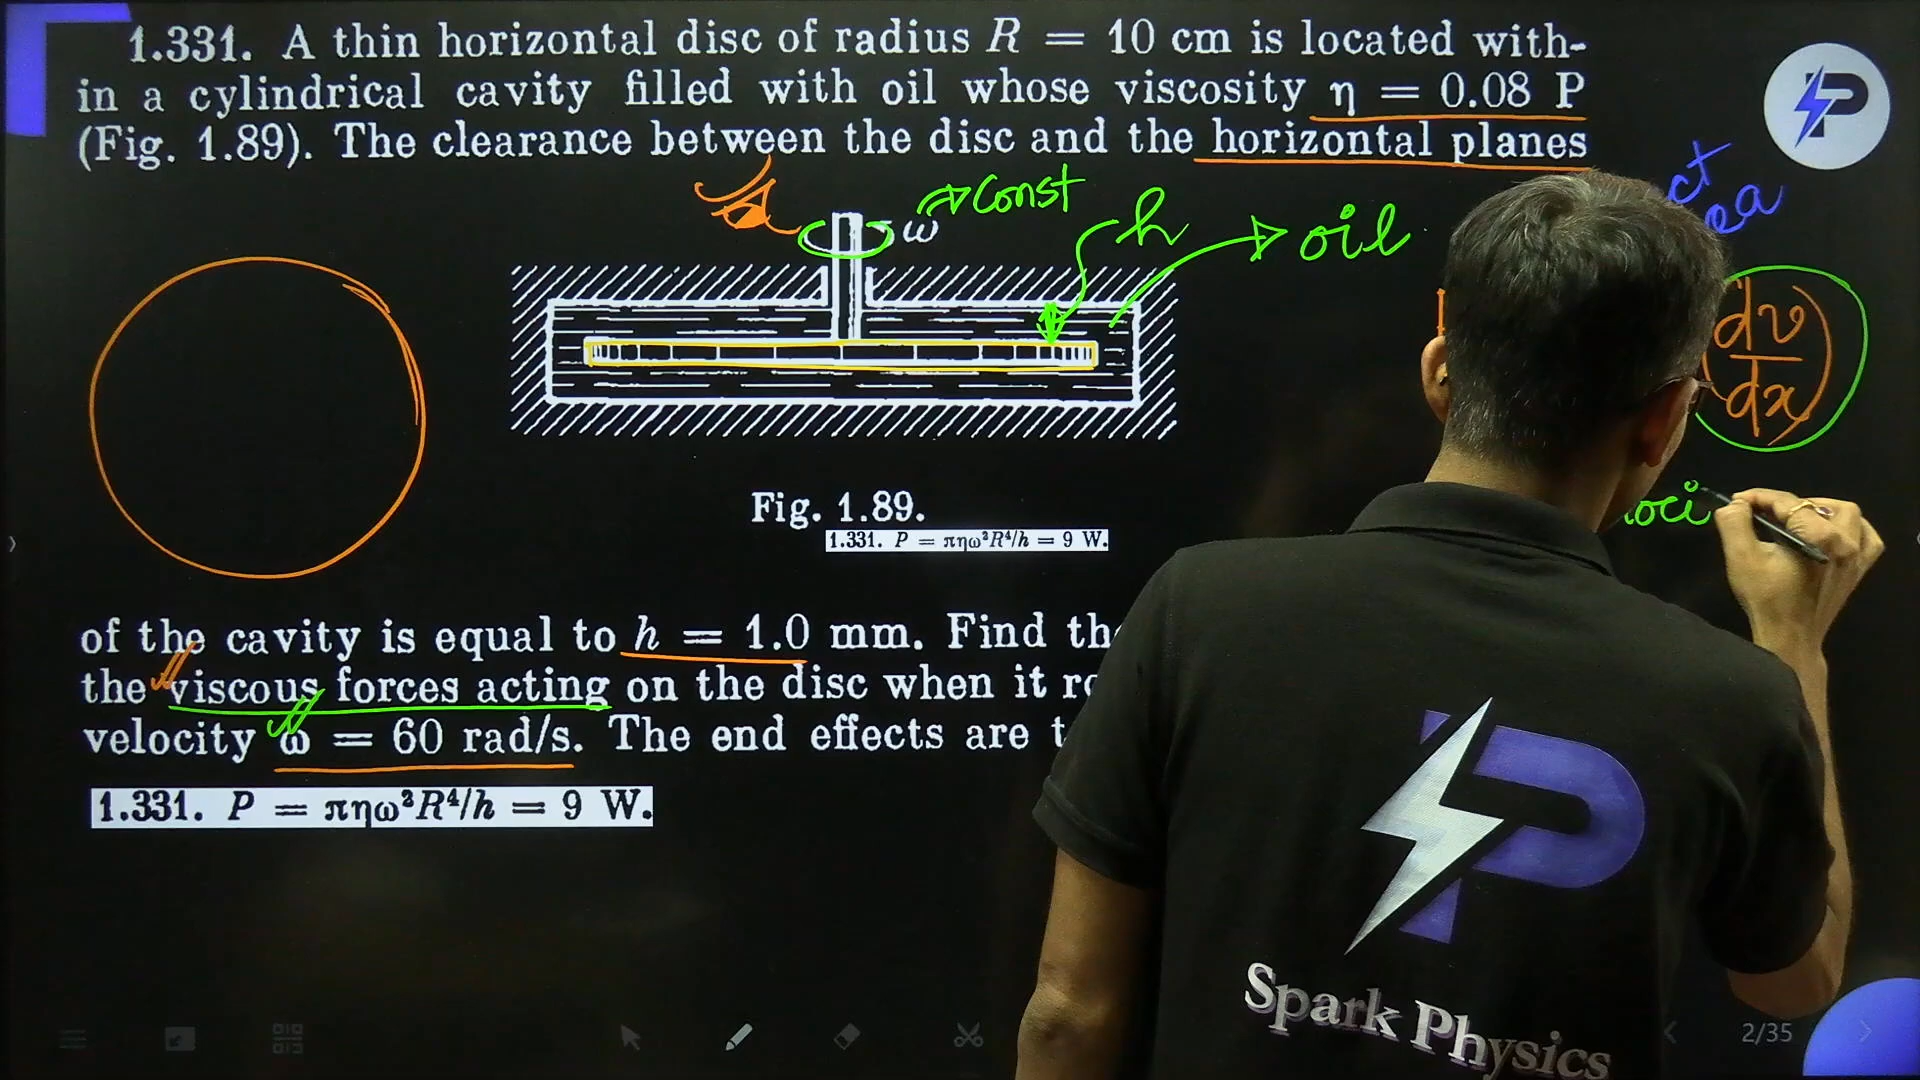 1.331. A thin horizontal disc of radius R = 10 cm is located with-
in a cylindrical cavity filled with oil whose viscosity η = 0.08 P
(Fig. 1.89). The clearance between the disc and the horizontal planes
ω
const
h
oil
ct
ea
dv
dx
oci
Fig. 1.89.
1.331. P = πηω²R⁴/h = 9 W.
of the cavity is equal to h = 1.0 mm. Find th
the viscous forces acting on the disc when it ro
velocity ω = 60 rad/s. The end effects are t
1.331. P = πηω²R⁴/h = 9 W.
Spark Physics
2/35